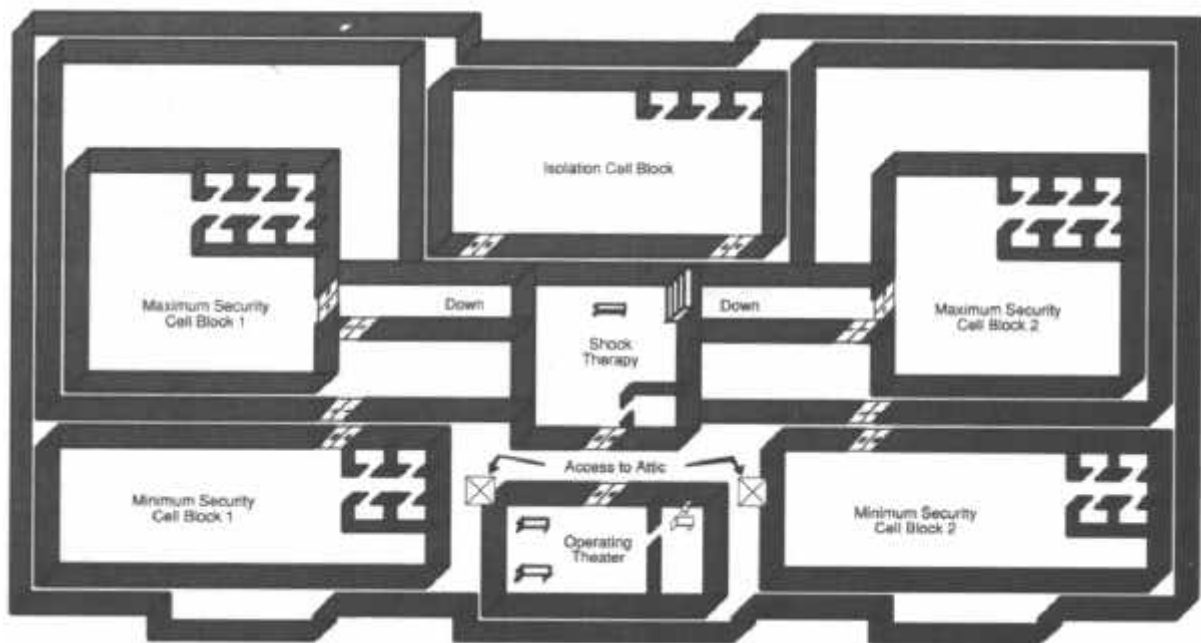 Isolation Cell Block
Maximum Security
Cell Block 1
Down
Shock
Therapy
Down
Maximum Security
Cell Block 2
Access to Attic
Minimum Security
Cell Block 1
Operating
Theater
Minimum Security
Cell Block 2